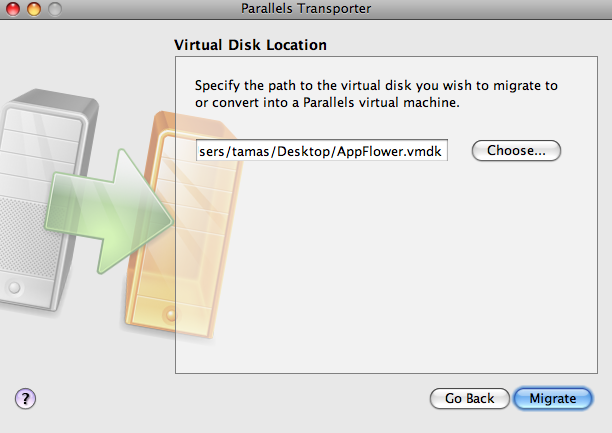 Parallels Transporter
Virtual Disk Location
Specify the path to the virtual disk you wish to migrate to
or convert into a Parallels virtual machine.
sers/tamas/Desktop/AppFlower.vmdk
Choose...
?
Go Back
Migrate